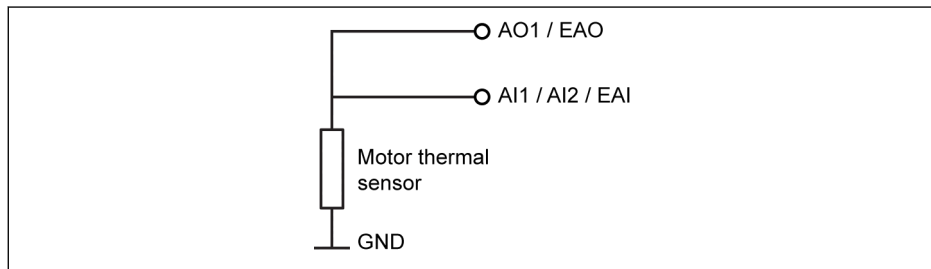 AO1 / EAO
AI1 / AI2 / EAI
Motor thermal
sensor
GND